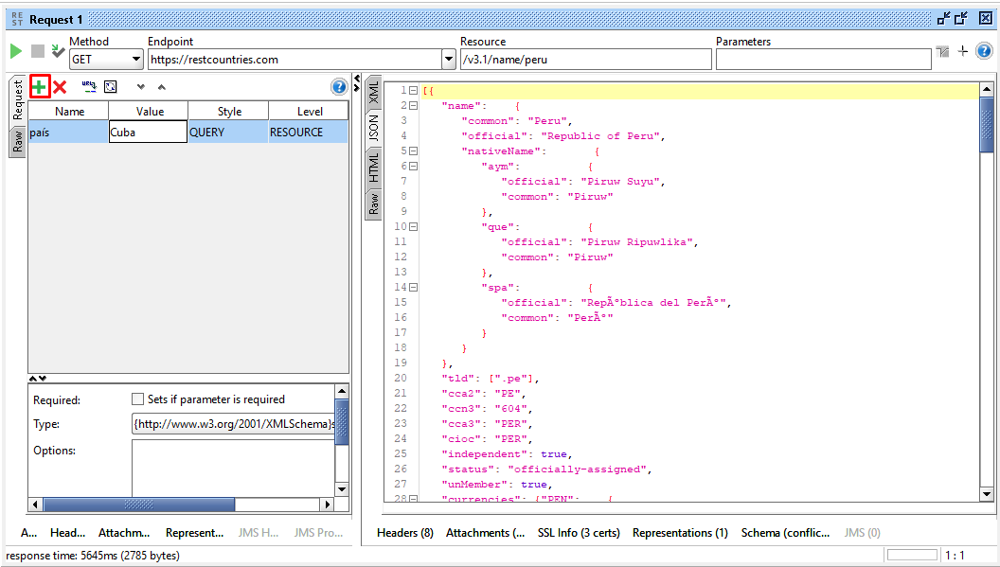 RE
ST
Request 1
Method
Endpoint
Resource
Parameters
GET
https://restcountries.com
/v3.1/name/peru
Request
Raw
Name Value Style Level
país Cuba QUERY RESOURCE
Required: Sets if parameter is required
Type: {http://www.w3.org/2001/XMLSchema}s
Options:
A... Head... Attachm... Represent... JMS H... JMS Pro...
XML
JSON
HTML
Raw
1 [{
2 "name": {
3 "common": "Peru",
4 "official": "Republic of Peru",
5 "nativeName": {
6 "aym": {
7 "official": "Piruw Suyu",
8 "common": "Piruw"
9 },
10 "que": {
11 "official": "Piruw Ripuwlika",
12 "common": "Piruw"
13 },
14 "spa": {
15 "official": "RepÃºblica del PerÃº",
16 "common": "PerÃº"
17 }
18 }
19 },
20 "tld": [".pe"],
21 "cca2": "PE",
22 "ccn3": "604",
23 "cca3": "PER",
24 "cioc": "PER",
25 "independent": true,
26 "status": "officially-assigned",
27 "unMember": true,
28 "currencies": {"PEN": {
Headers (8) Attachments (... SSL Info (3 certs) Representations (1) Schema (conflic... JMS (0)
response time: 5645ms (2785 bytes)
1 : 1